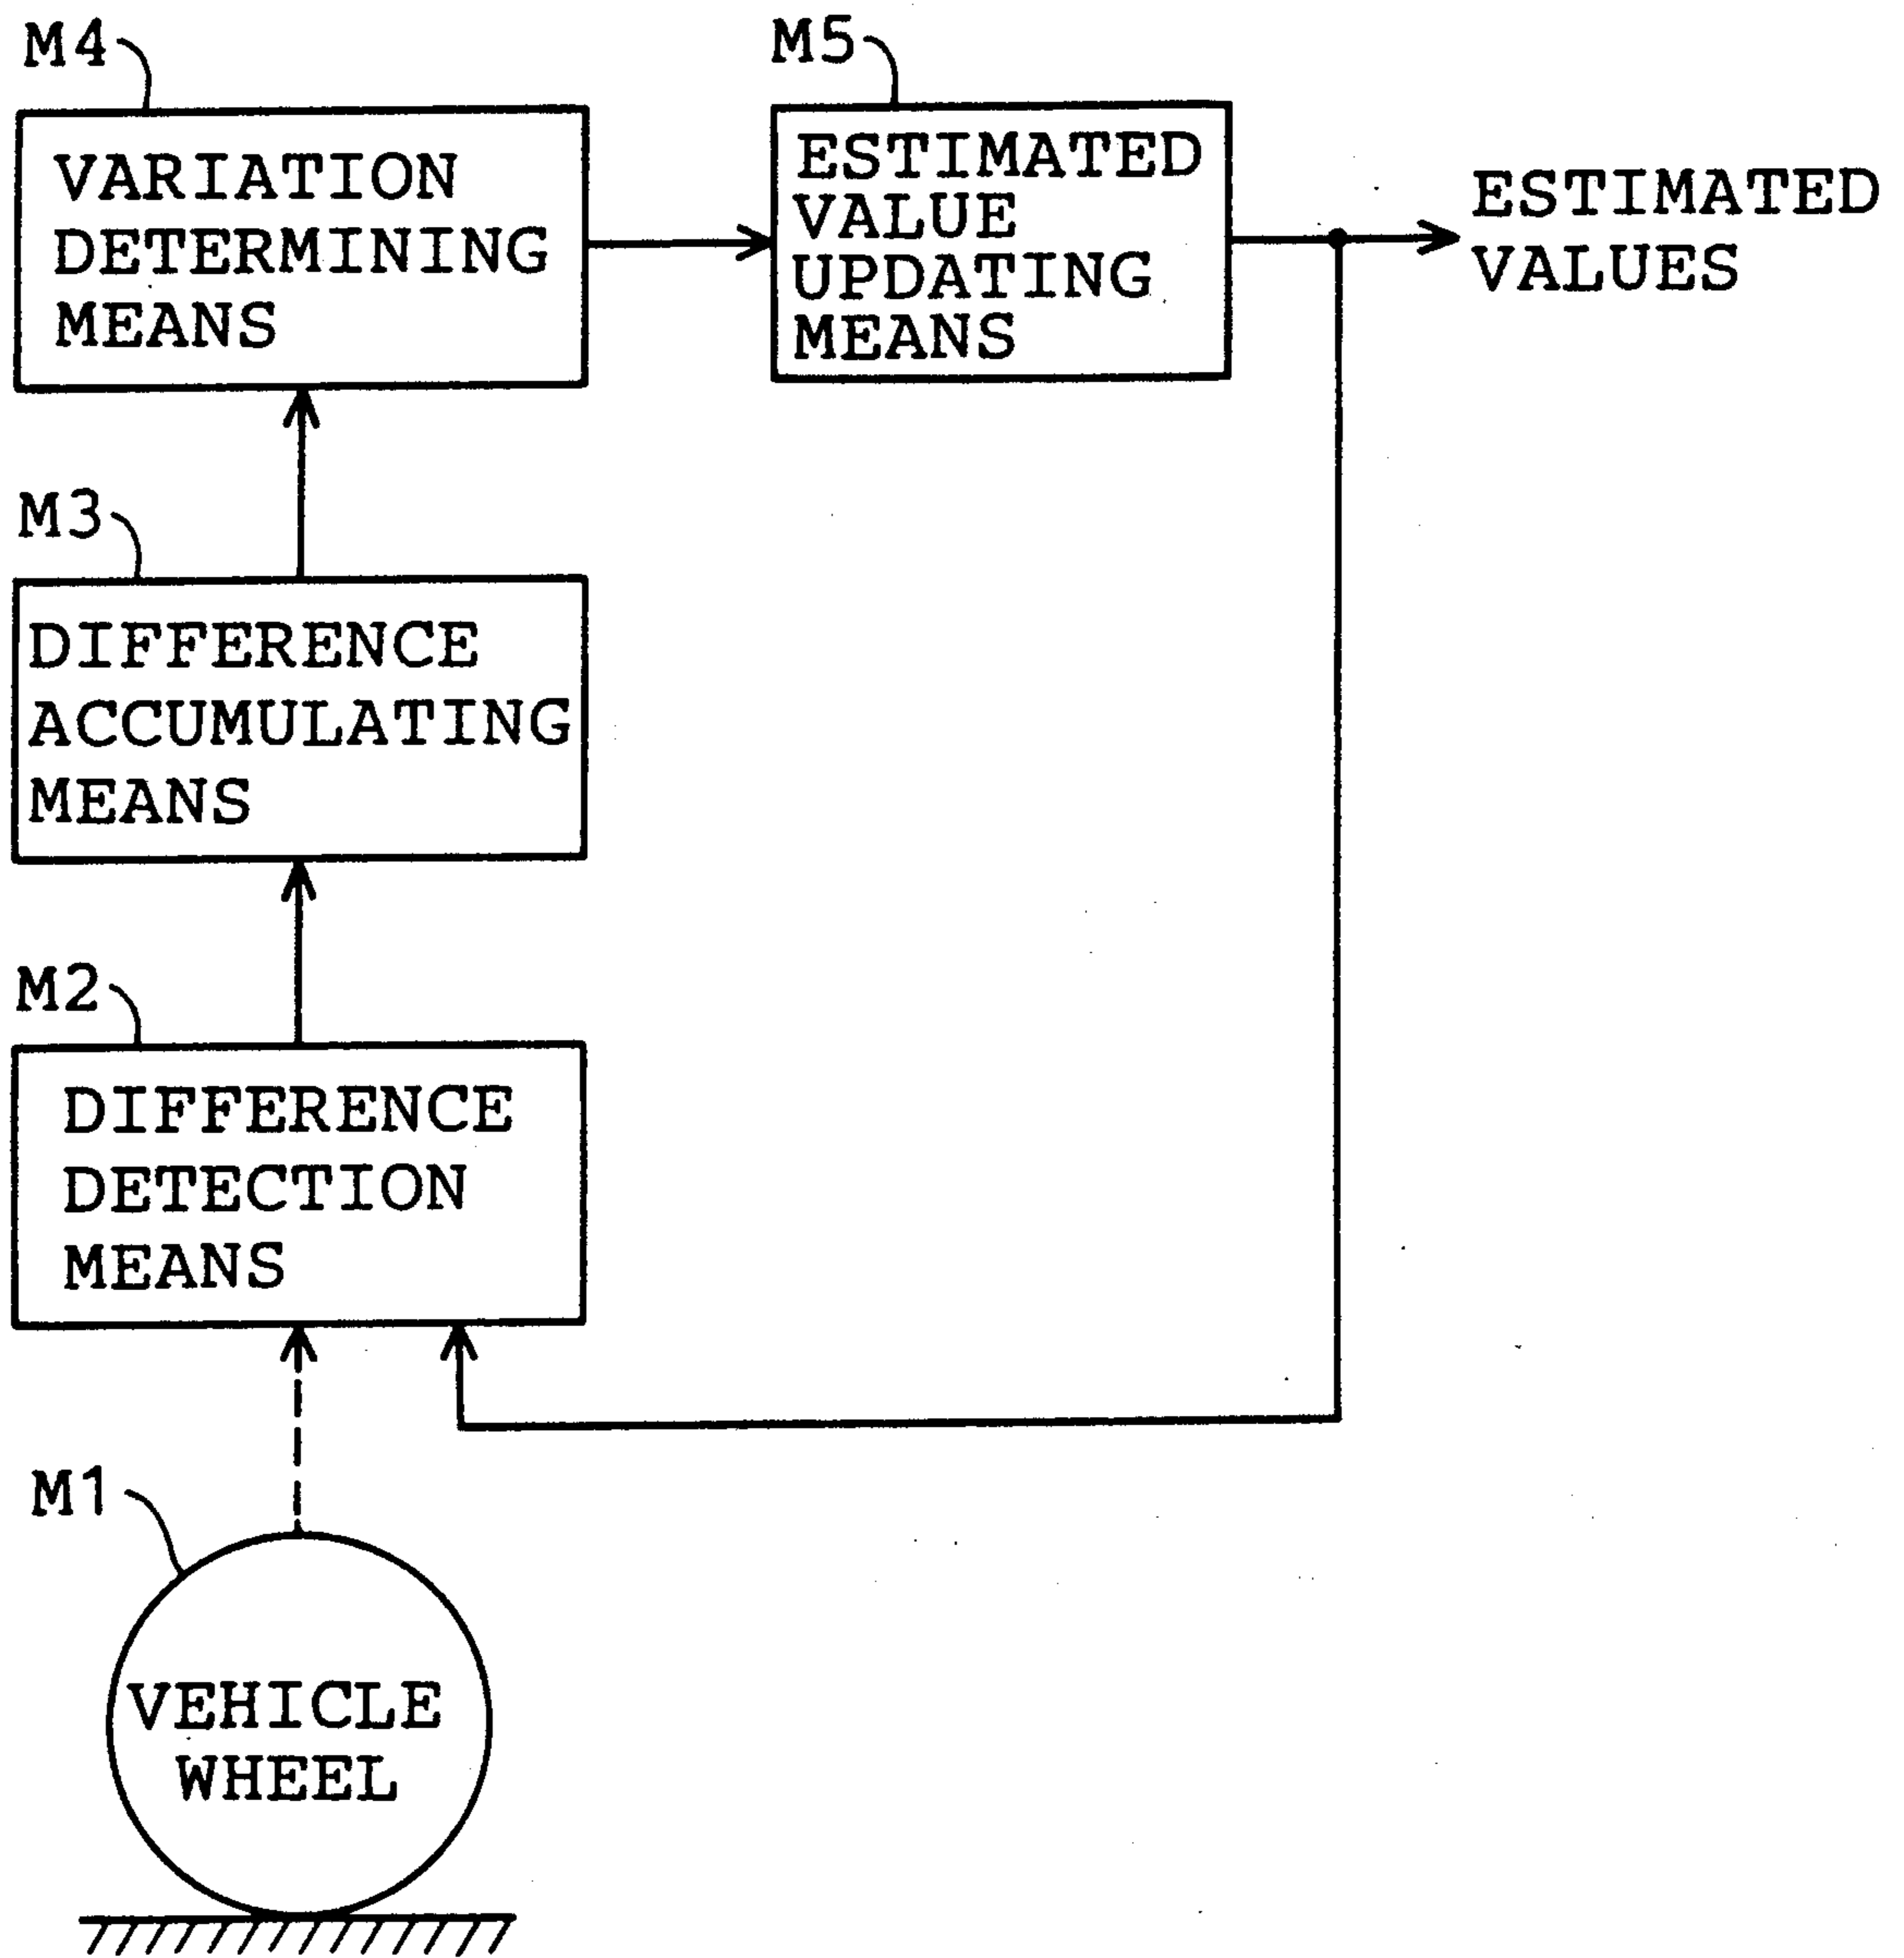 M4
VARIATION
DETERMINING
MEANS
M5
ESTIMATED
VALUE
UPDATING
MEANS
ESTIMATED
VALUES
M3
DIFFERENCE
ACCUMULATING
MEANS
M2
DIFFERENCE
DETECTION
MEANS
M1
VEHICLE
WHEEL